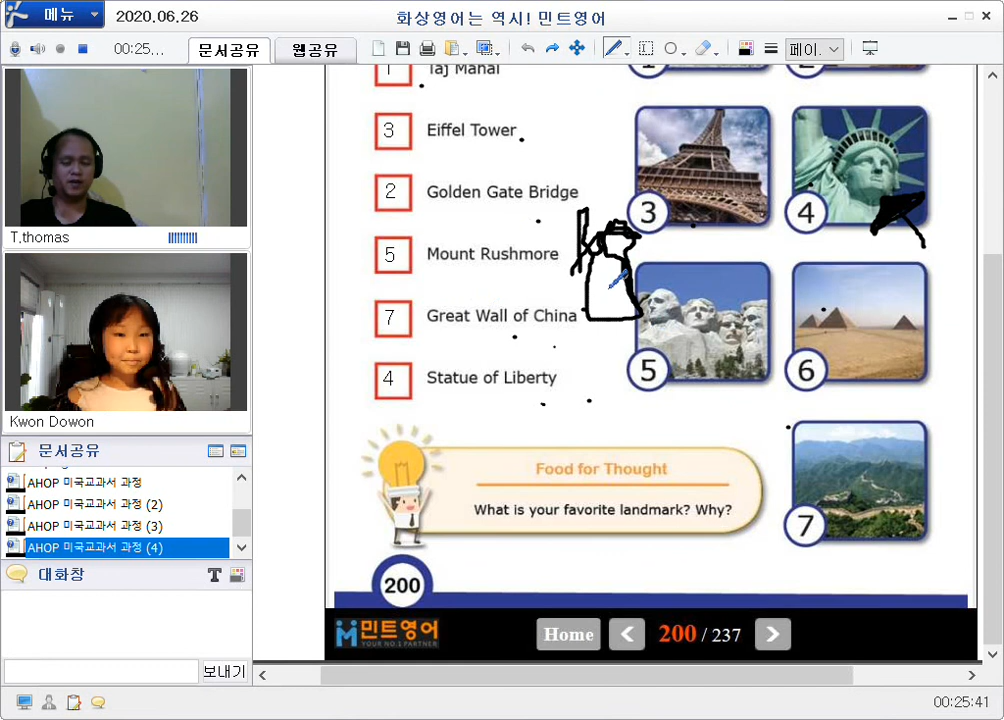 메뉴 2020.06.26 화상영어는 역시! 민트영어
00:25... 문서공유 웹공유 페이.
1 Taj Mahal
3 Eiffel Tower
2 Golden Gate Bridge
5 Mount Rushmore
7 Great Wall of China
4 Statue of Liberty
3 4
5 6
7
T.thomas
Kwon Dowon
문서공유
AHOP 미국교과서 과정
AHOP 미국교과서 과정 (2)
AHOP 미국교과서 과정 (3)
AHOP 미국교과서 과정 (4)
대화창 T
보내기
Food for Thought
What is your favorite landmark? Why?
200
민트영어
YOUR NO.1 PARTNER
Home < 200 / 237 >
00:25:41